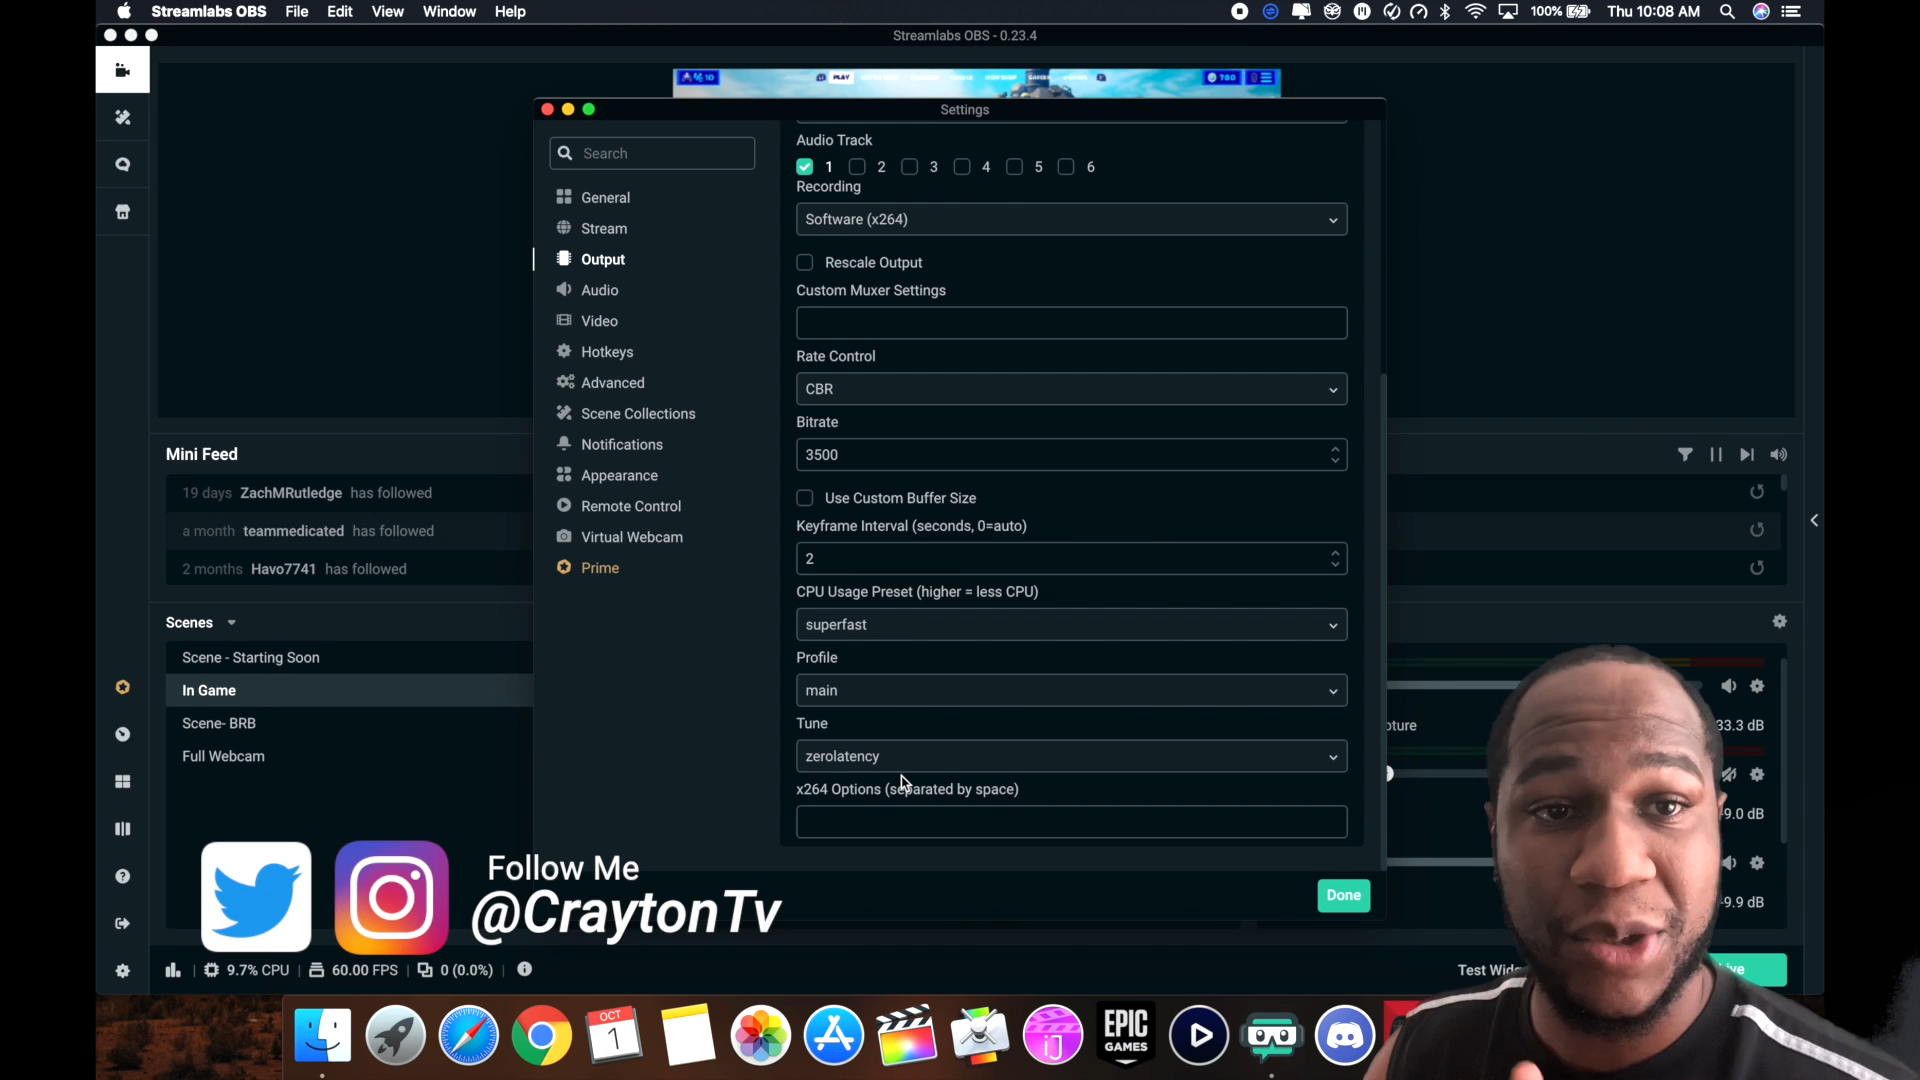 Streamlabs OBS File Edit View Window Help
100% Thu 10:08 AM
Streamlabs OBS - 0.23.4
10 PLAY 780
Settings
Search
General
Stream
Output
Audio
Video
Hotkeys
Advanced
Scene Collections
Notifications
Appearance
Remote Control
Virtual Webcam
Prime
Audio Track
1 2 3 4 5 6
Recording
Software (x264)
Rescale Output
Custom Muxer Settings
Rate Control
CBR
Bitrate
3500
Use Custom Buffer Size
Keyframe Interval (seconds, 0=auto)
2
CPU Usage Preset (higher = less CPU)
superfast
Profile
main
Tune
zerolatency
x264 Options (separated by space)
Done
Mini Feed
19 days ZachMRutledge has followed
a month teammedicated has followed
2 months Havo7741 has followed
Scenes
Scene - Starting Soon
In Game
Scene- BRB
Full Webcam
pture 33.3 dB
-9.0 dB
-9.9 dB
Follow Me
@CraytonTv
9.7% CPU 60.00 FPS 0 (0.0%)
Test Widg
ive
OCT
1
EPIC
GAMES